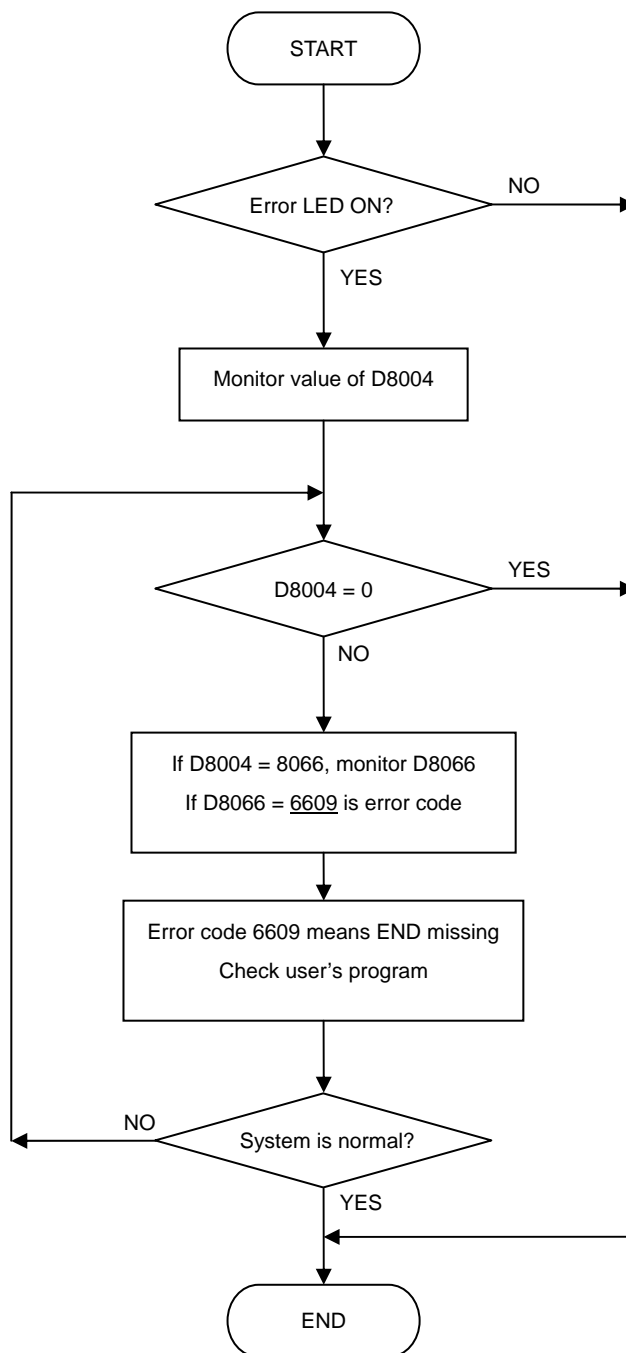 START
Error LED ON?
NO
YES
Monitor value of D8004
D8004 = 0
YES
NO
If D8004 = 8066, monitor D8066
If D8066 = 6609 is error code
Error code 6609 means END missing
Check user’s program
NO
System is normal?
YES
END